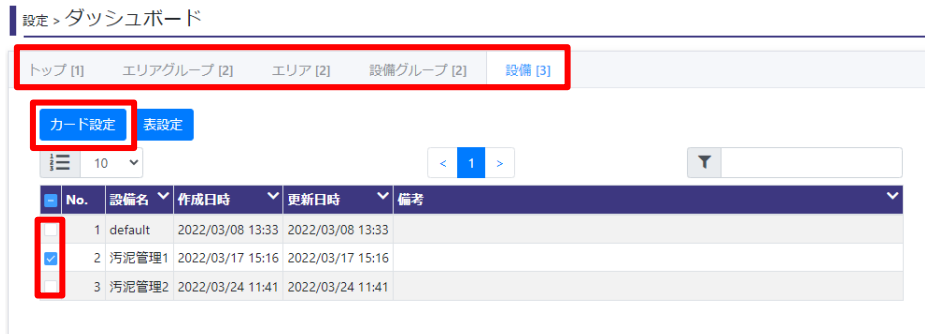 設定 > ダッシュボード
トップ [1] エリアグループ [2] エリア [2] 設備グループ [2] 設備 [3]
カード設定 表設定
10 < 1 >
No. 設備名 作成日時 更新日時 備考
1 default 2022/03/08 13:33 2022/03/08 13:33
2 汚泥管理1 2022/03/17 15:16 2022/03/17 15:16
3 汚泥管理2 2022/03/24 11:41 2022/03/24 11:41